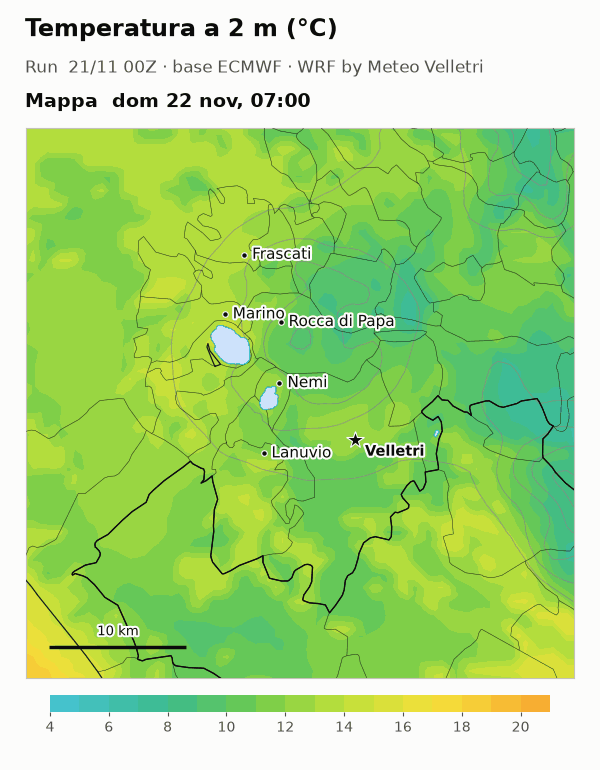 Temperatura a 2 m (°C)
Run  21/11 00Z · base ECMWF · WRF by Meteo Velletri
Mappa  dom 22 nov, 07:00
Frascati
Marino
Rocca di Papa
Nemi
Velletri
Lanuvio
10 km
4 6 8 10 12 14 16 18 20